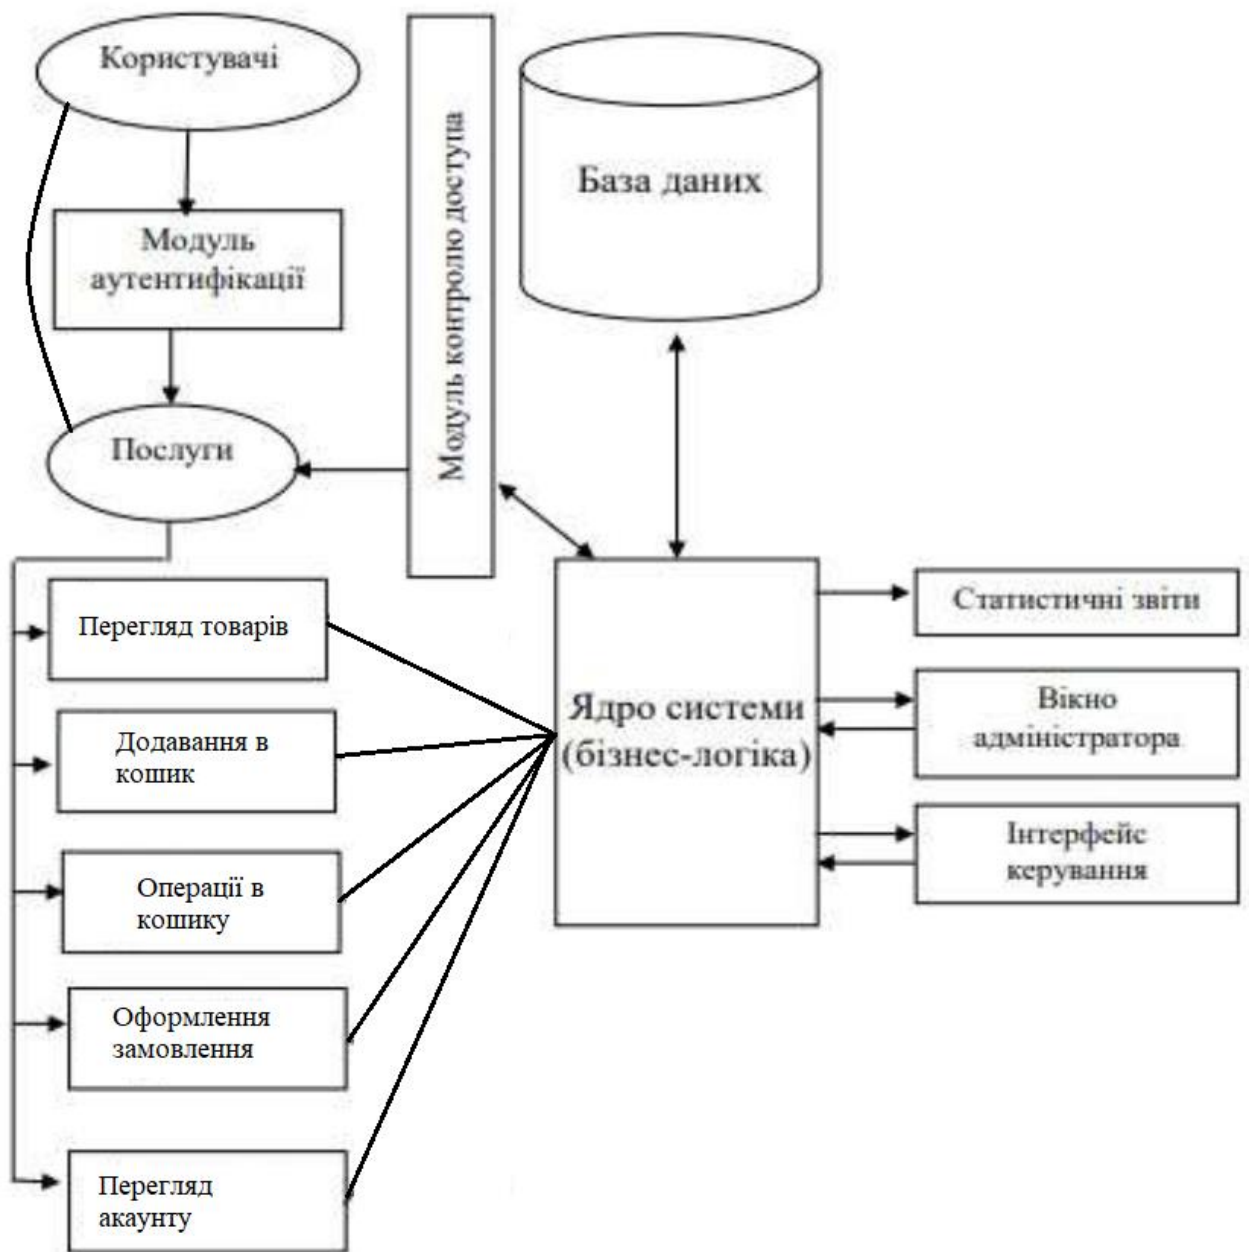 Користувачі
Модуль
аутентифікації
Послуги
Модуль контролю доступа
База даних
Перегляд товарів
Додавання в
кошик
Операції в
кошику
Оформлення
замовлення
Перегляд
акаунту
Ядро системи
(бізнес-логіка)
Статистичні звіти
Вікно
адміністратора
Інтерфейс
керування